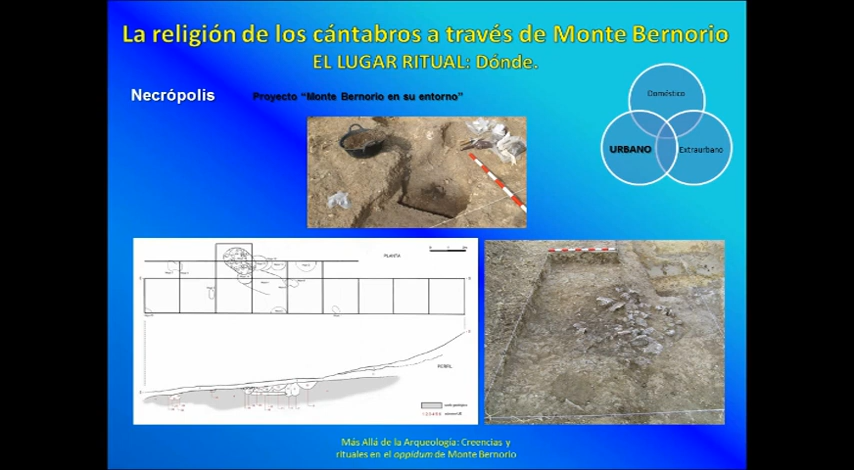 La religión de los cántabros a través de Monte Bernorio
EL LUGAR RITUAL: Dónde.
Necrópolis
Proyecto "Monte Bernorio en su entorno"
Doméstico
URBANO
Extraurbano
PLANTA
PERFIL
Más Allá de la Arqueología: Creencias y
rituales en el oppidum de Monte Bernorio